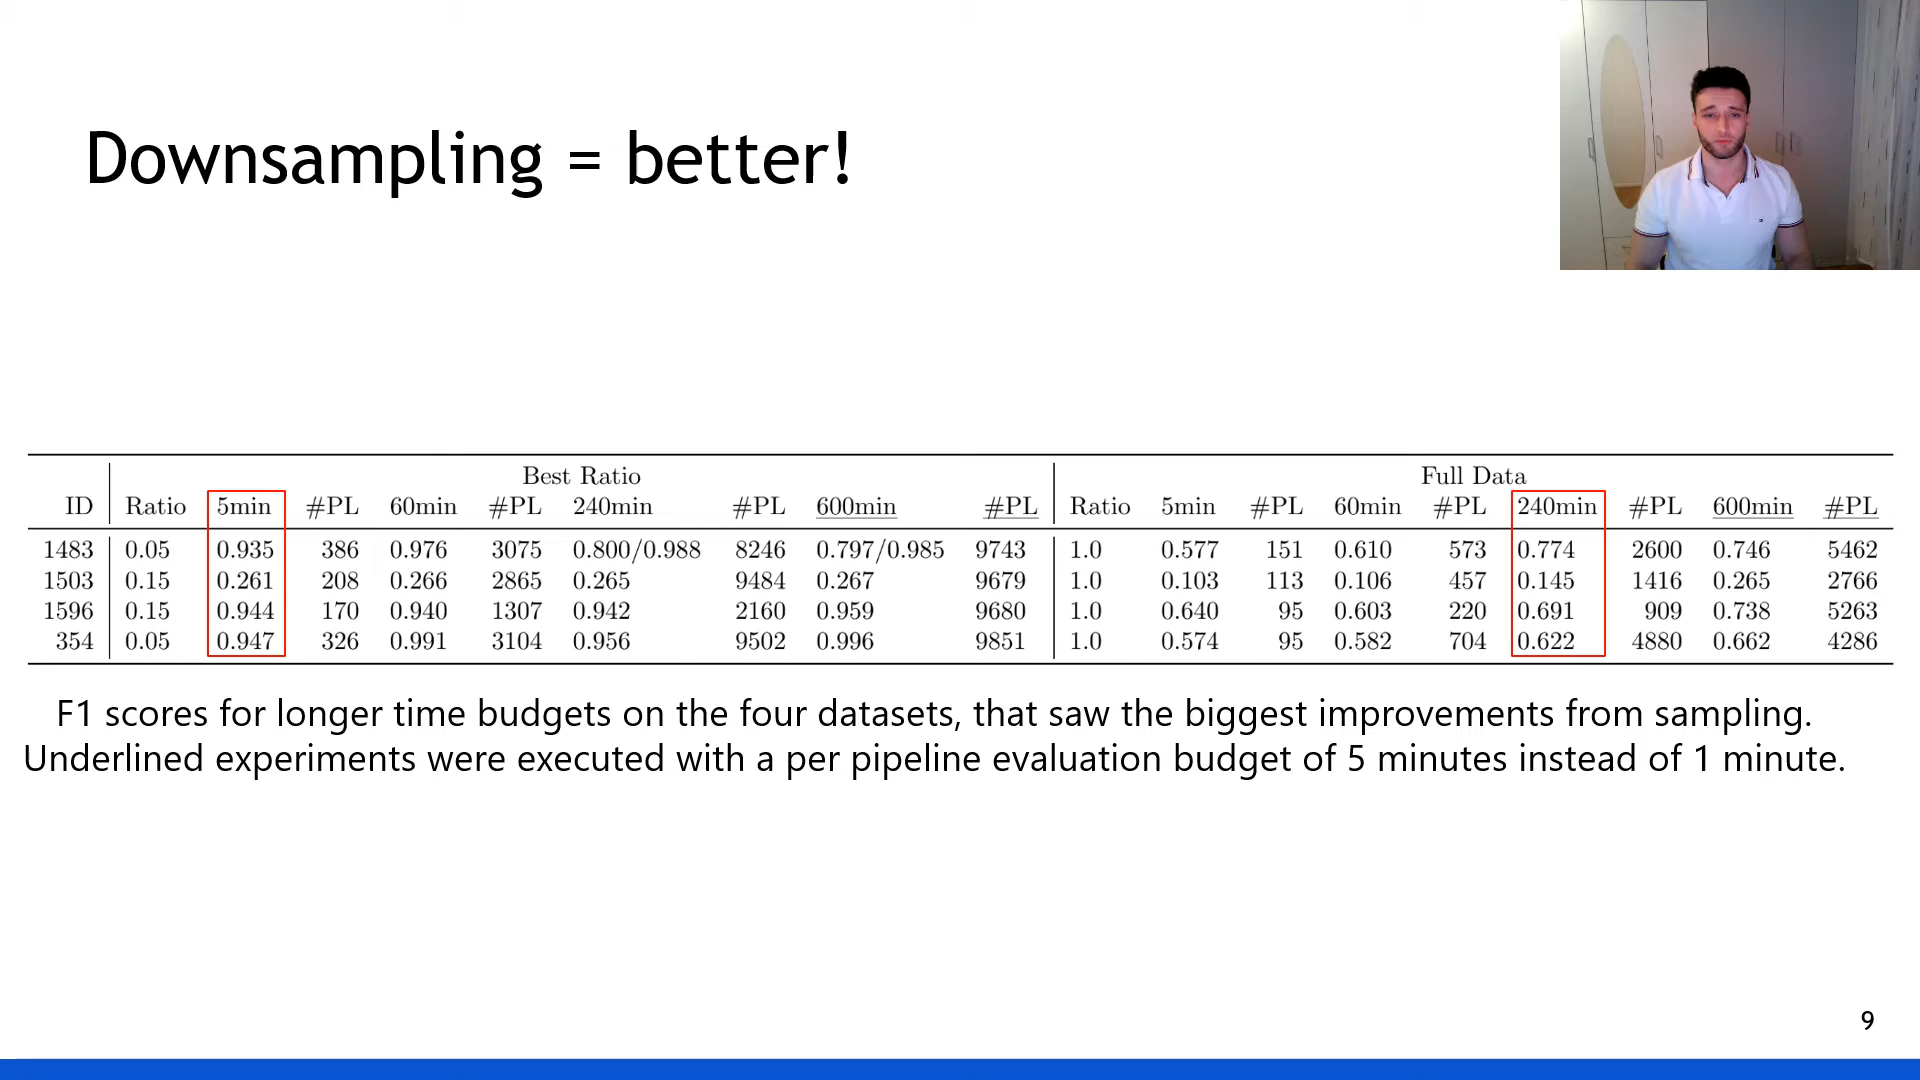 Downsampling = better!
Best Ratio Full Data
ID Ratio 5min #PL 60min #PL 240min #PL 600min #PL Ratio 5min #PL 60min #PL 240min #PL 600min #PL
1483 0.05 0.935 386 0.976 3075 0.800/0.988 8246 0.797/0.985 9743 1.0 0.577 151 0.610 573 0.774 2600 0.746 5462
1503 0.15 0.261 208 0.266 2865 0.265 9484 0.267 9679 1.0 0.103 113 0.106 457 0.145 1416 0.265 2766
1596 0.15 0.944 170 0.940 1307 0.942 2160 0.959 9680 1.0 0.640 95 0.603 220 0.691 909 0.738 5263
354 0.05 0.947 326 0.991 3104 0.956 9502 0.996 9851 1.0 0.574 95 0.582 704 0.622 4880 0.662 4286
F1 scores for longer time budgets on the four datasets, that saw the biggest improvements from sampling.
Underlined experiments were executed with a per pipeline evaluation budget of 5 minutes instead of 1 minute.
9